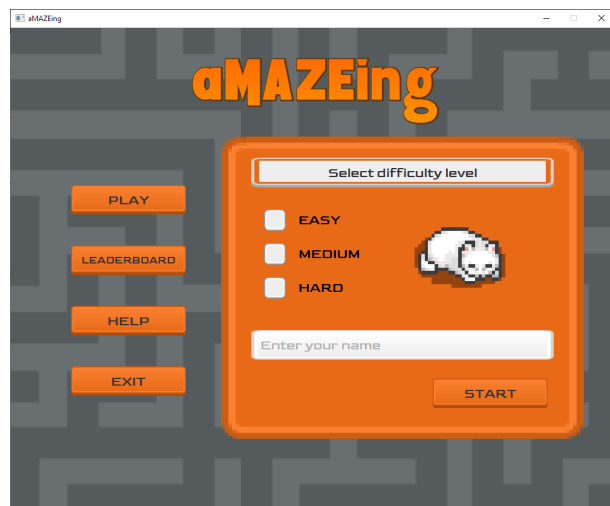 aMAZEing
aMAZEing
Select difficulty level
PLAY
EASY
MEDIUM
LEADERBOARD
HARD
HELP
Enter your name
EXIT
START